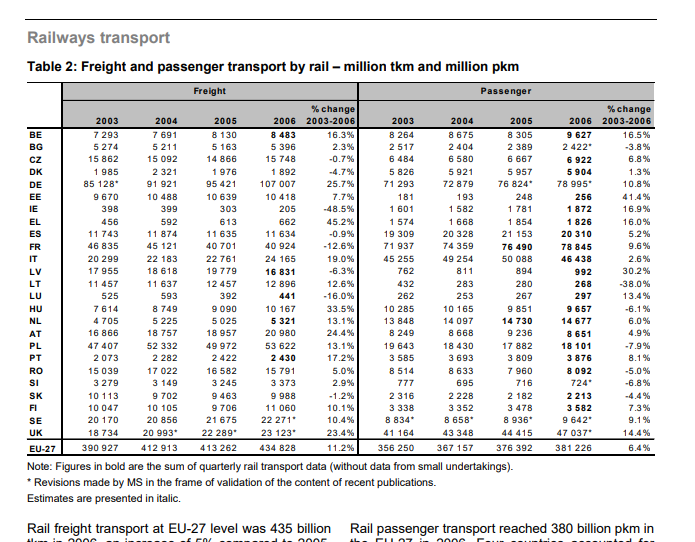 Railways transport
Table 2: Freight and passenger transport by rail – million tkm and million pkm
Freight Passenger
% change % change
2003 2004 2005 2006 2003-2006 2003 2004 2005 2006 2003-2006
BE 7 293 7 691 8 130 8 483 16.3% 8 264 8 675 8 305 9 627 16.5%
BG 5 274 5 211 5 163 5 396 2.3% 2 517 2 404 2 389 2 422* -3.8%
CZ 15 862 15 092 14 866 15 748 -0.7% 6 484 6 580 6 667 6 922 6.8%
DK 1 985 2 321 1 976 1 892 -4.7% 5 826 5 921 5 957 5 904 1.3%
DE 85 128* 91 921 95 421 107 007 25.7% 71 293 72 879 76 824* 78 995* 10.8%
EE 9 670 10 488 10 639 10 418 7.7% 181 193 248 256 41.4%
IE 398 399 303 205 -48.5% 1 601 1 582 1 781 1 872 16.9%
EL 456 592 613 662 45.2% 1 574 1 668 1 854 1 826 16.0%
ES 11 743 11 874 11 635 11 634 -0.9% 19 309 20 328 21 153 20 310 5.2%
FR 46 835 45 121 40 701 40 924 -12.6% 71 937 74 359 76 490 78 845 9.6%
IT 20 299 22 183 22 761 24 165 19.0% 45 255 49 254 50 088 46 438 2.6%
LV 17 955 18 618 19 779 16 831 -6.3% 762 811 894 992 30.2%
LT 11 457 11 637 12 457 12 896 12.6% 432 283 280 268 -38.0%
LU 525 593 392 441 -16.0% 262 253 267 297 13.4%
HU 7 614 8 749 9 090 10 167 33.5% 10 285 10 165 9 851 9 657 -6.1%
NL 4 705 5 225 5 025 5 321 13.1% 13 848 14 097 14 730 14 677 6.0%
AT 16 866 18 757 18 957 20 980 24.4% 8 249 8 668 9 236 8 651 4.9%
PL 47 407 52 332 49 972 53 622 13.1% 19 643 18 430 17 882 18 101 -7.9%
PT 2 073 2 282 2 422 2 430 17.2% 3 585 3 693 3 809 3 876 8.1%
RO 15 039 17 022 16 582 15 791 5.0% 8 514 8 633 7 960 8 092 -5.0%
SI 3 279 3 149 3 245 3 373 2.9% 777 695 716 724* -6.8%
SK 10 113 9 702 9 463 9 988 -1.2% 2 316 2 228 2 182 2 213 -4.4%
FI 10 047 10 105 9 706 11 060 10.1% 3 338 3 352 3 478 3 582 7.3%
SE 20 170 20 856 21 675 22 271* 10.4% 8 834* 8 658* 8 936* 9 642* 9.1%
UK 18 734 20 993* 22 289* 23 123* 23.4% 41 164 43 348 44 415 47 037* 14.4%
EU-27 390 927 412 913 413 262 434 828 11.2% 356 250 367 157 376 392 381 226 6.4%
Note: Figures in bold are the sum of quarterly rail transport data (without data from small undertakings).
* Revisions made by MS in the frame of validation of the content of recent publications.
Estimates are presented in italic.
Rail freight transport at EU-27 level was 435 billion
tkm in 2006, an increase of 5% compared to 2005.
Rail passenger transport reached 380 billion pkm in
the EU-27 in 2006. Four countries accounted for